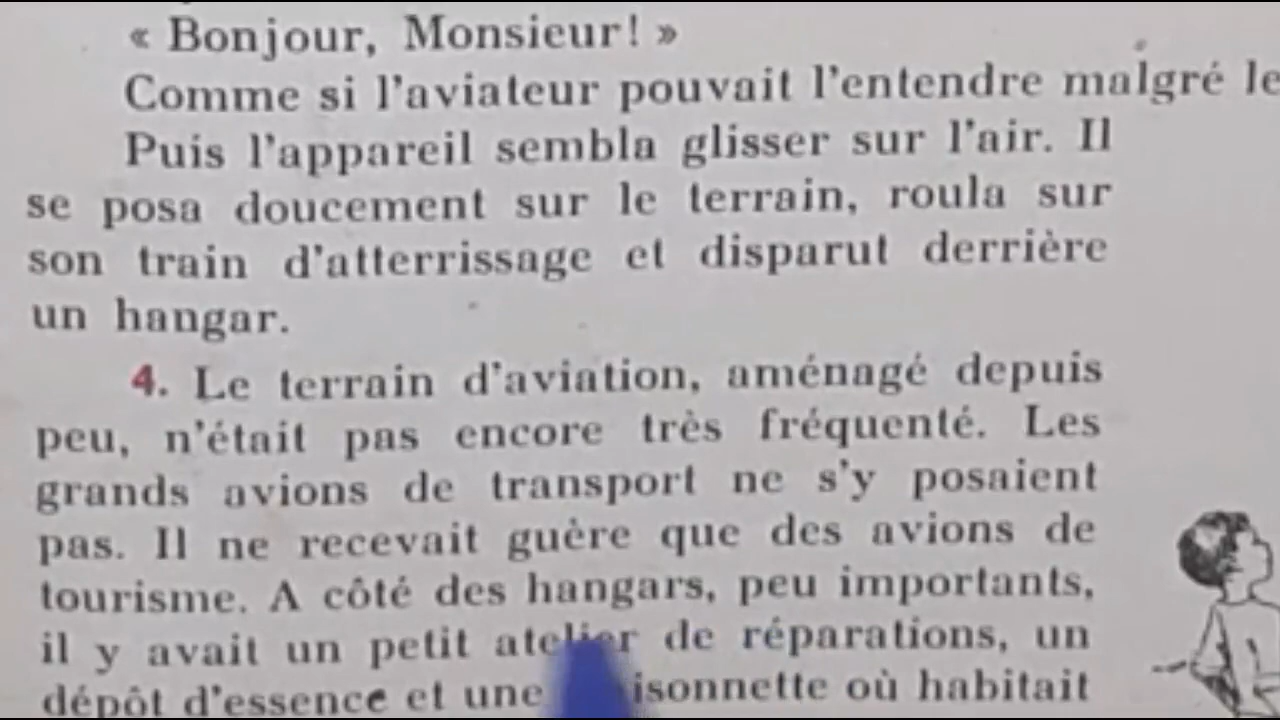 « Bonjour, Monsieur! »
Comme si l'aviateur pouvait l'entendre malgré le
Puis l'appareil sembla glisser sur l'air. Il
se posa doucement sur le terrain, roula sur
son train d'atterrissage et disparut derrière
un hangar.
4. Le terrain d'aviation, aménagé depuis
peu, n'était pas encore très fréquenté. Les
grands avions de transport ne s'y posaient
pas. Il ne recevait guère que des avions de
tourisme. A côté des hangars, peu importants,
il y avait un petit atelier de réparations, un
dépôt d'essence et une isonnette où habitait